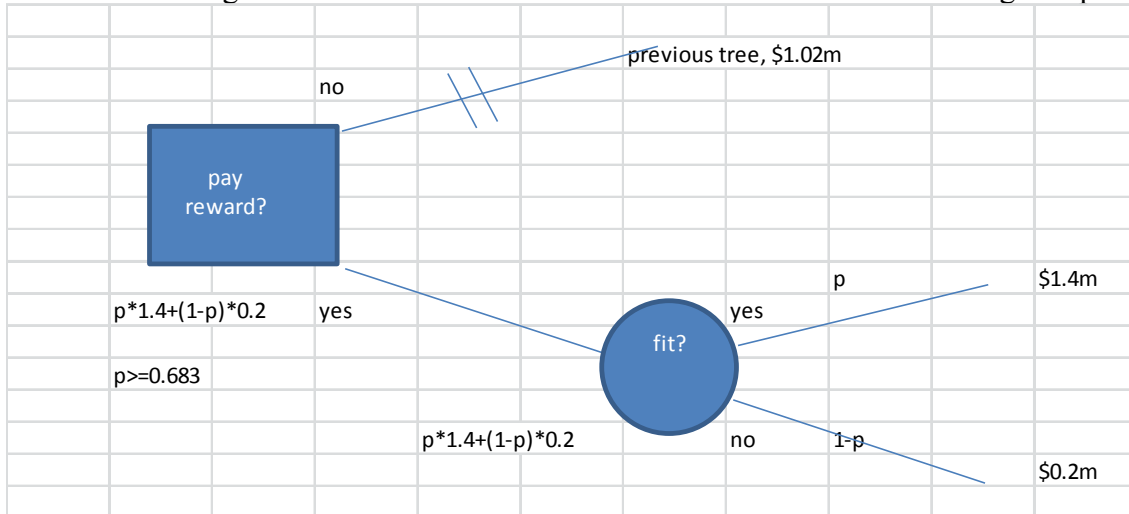 previous tree, $1.02m
no
pay
reward?
p
$1.4m
p*1.4+(1-p)*0.2
yes
yes
fit?
p>=0.683
p*1.4+(1-p)*0.2
no
1-p
$0.2m